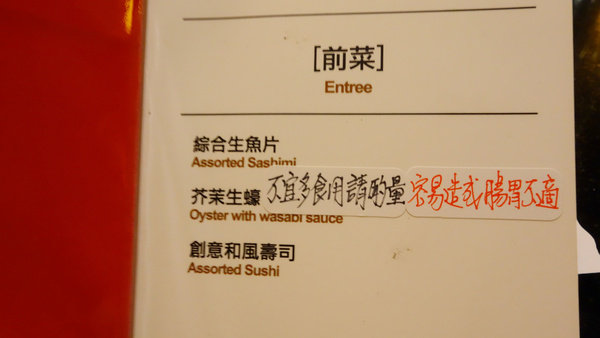 [前菜]
Entree
綜合生魚片
Assorted Sashimi
芥茉生蠔 不宜多食用請酌量 容易造成腸胃不適
Oyster with wasabi sauce
創意和風壽司
Assorted Sushi